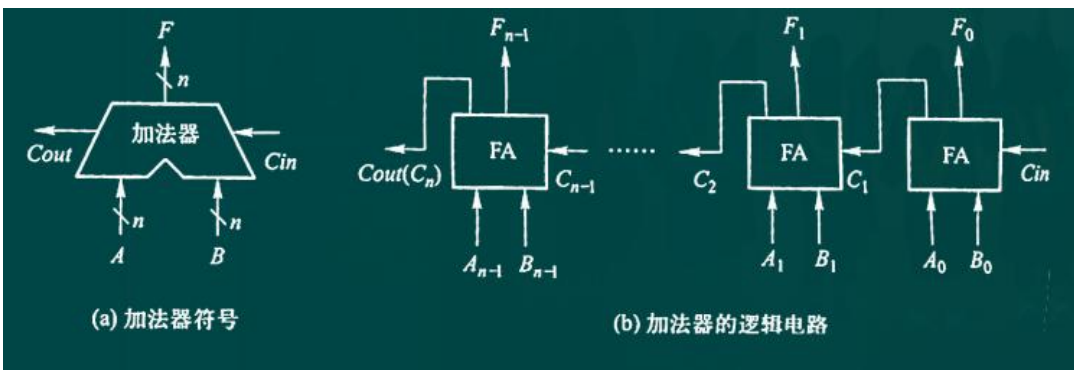 F
n
加法器
Cout
Cin
n
n
A
B
(a) 加法器符号
Fn-1
F1
F0
FA
FA
FA
Cout(Cn)
Cn-1
......
C2
C1
Cin
An-1
Bn-1
A1
B1
A0
B0
(b) 加法器的逻辑电路